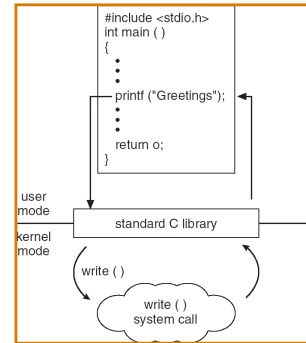 #include <stdio.h>
int main ( )
{
•
•
•
printf ("Greetings");
•
•
•
return o;
}
user
mode
standard C library
kernel
mode
write ( )
write ( )
system call